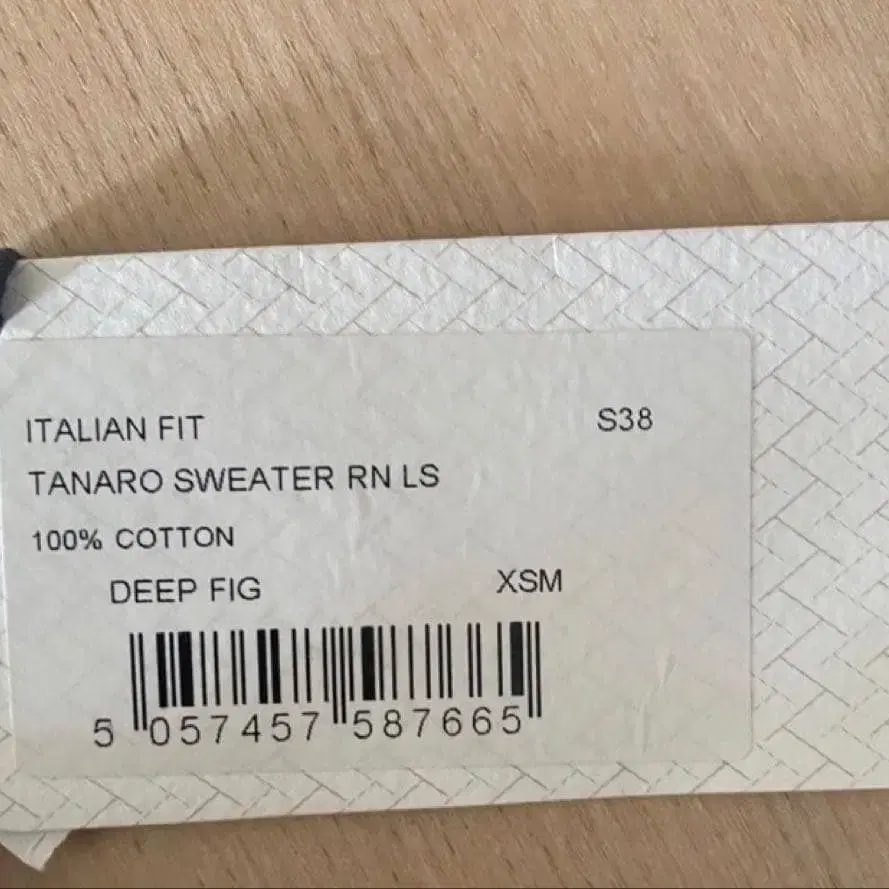 ITALIAN FIT S38
TANARO SWEATER RN LS
100% COTTON
DEEP FIG XSM
5 057457 587665